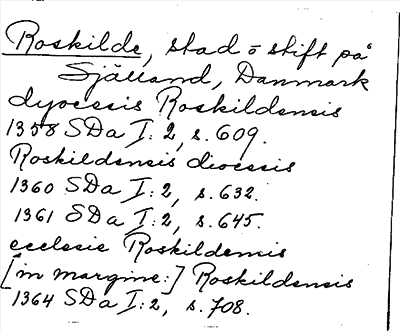 Roskilde, stad o stift på
Själland, Danmark
dyocesis Roskildensis
1358 SDa I:2, s. 609.
Roskildensis diocesis
1360 SDa I:2, s. 632.
1361 SDa I:2, s. 645.
ecclesie Roskildensis
[in margine:] Roskildensis
1364 SDa I:2, s. 708.